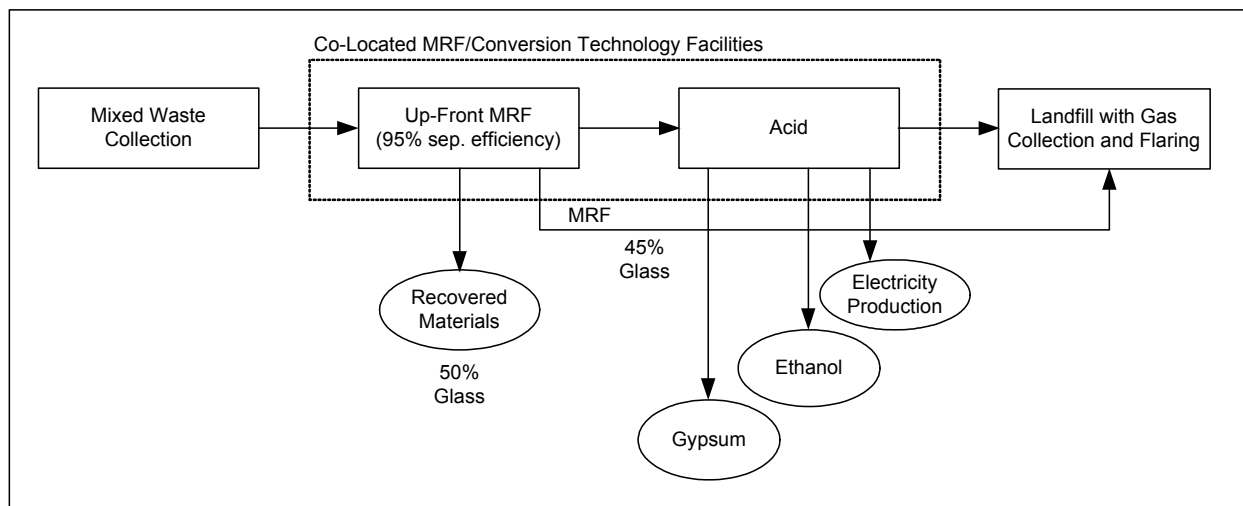 Co-Located MRF/Conversion Technology Facilities
Mixed Waste
Collection
Up-Front MRF
(95% sep. efficiency)
Acid
Landfill with Gas
Collection and Flaring
MRF
45%
Glass
Recovered
Materials
50%
Glass
Electricity
Production
Ethanol
Gypsum